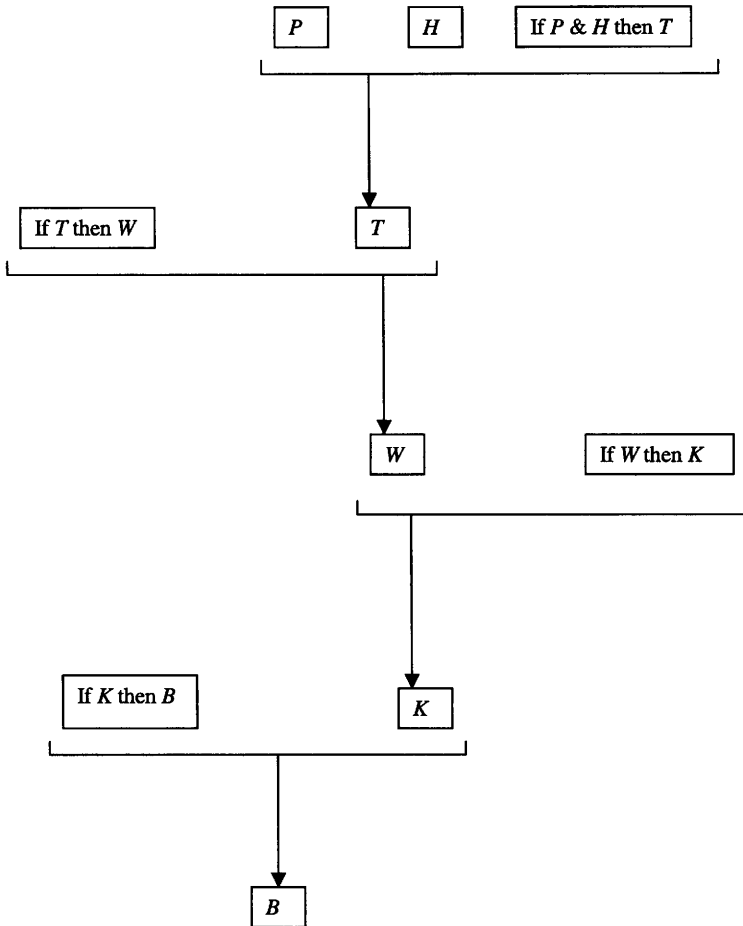 P H If P & H then T
If T then W T
W If W then K
If K then B K
B